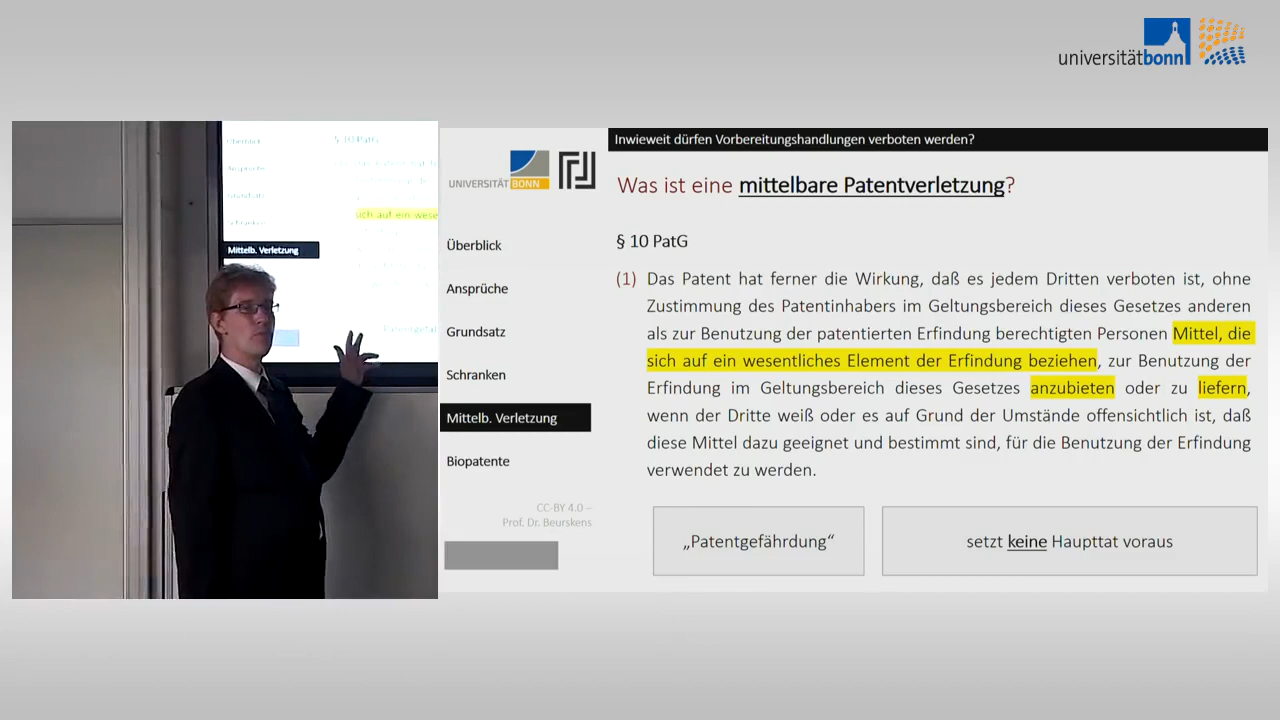 universitätbonn
Überblick
Ansprüche
Grundsatz
Schranken
Mittelb. Verletzung
§ 10 PatG
sich auf ein wese
UNIVERSITÄT BONN
Überblick
Ansprüche
Grundsatz
Schranken
Mittelb. Verletzung
Biopatente
CC-BY 4.0 –
Prof. Dr. Beurskens
Inwieweit dürfen Vorbereitungshandlungen verboten werden?
Was ist eine mittelbare Patentverletzung?
§ 10 PatG
(1) Das Patent hat ferner die Wirkung, daß es jedem Dritten verboten ist, ohne
Zustimmung des Patentinhabers im Geltungsbereich dieses Gesetzes anderen
als zur Benutzung der patentierten Erfindung berechtigten Personen Mittel, die
sich auf ein wesentliches Element der Erfindung beziehen, zur Benutzung der
Erfindung im Geltungsbereich dieses Gesetzes anzubieten oder zu liefern,
wenn der Dritte weiß oder es auf Grund der Umstände offensichtlich ist, daß
diese Mittel dazu geeignet und bestimmt sind, für die Benutzung der Erfindung
verwendet zu werden.
„Patentgefährdung“
setzt keine Haupttat voraus